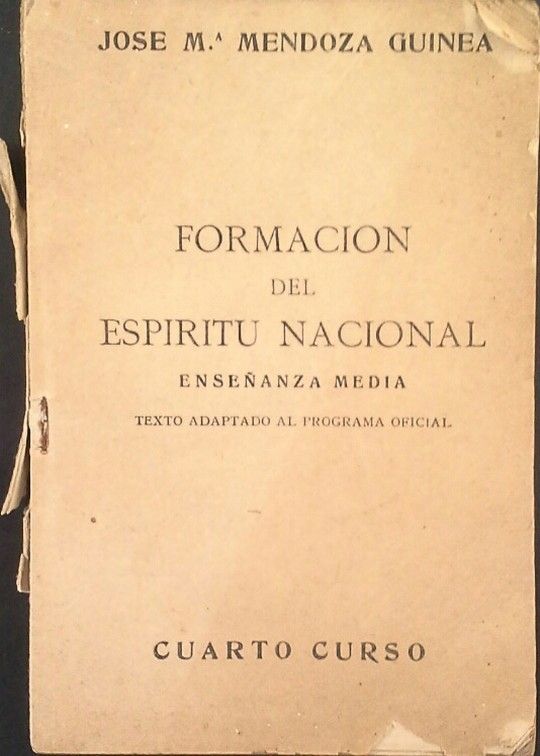 JOSE M.ᴬ MENDOZA GUINEA
FORMACION
DEL
ESPIRITU NACIONAL
ENSEÑANZA MEDIA
TEXTO ADAPTADO AL PROGRAMA OFICIAL
CUARTO CURSO